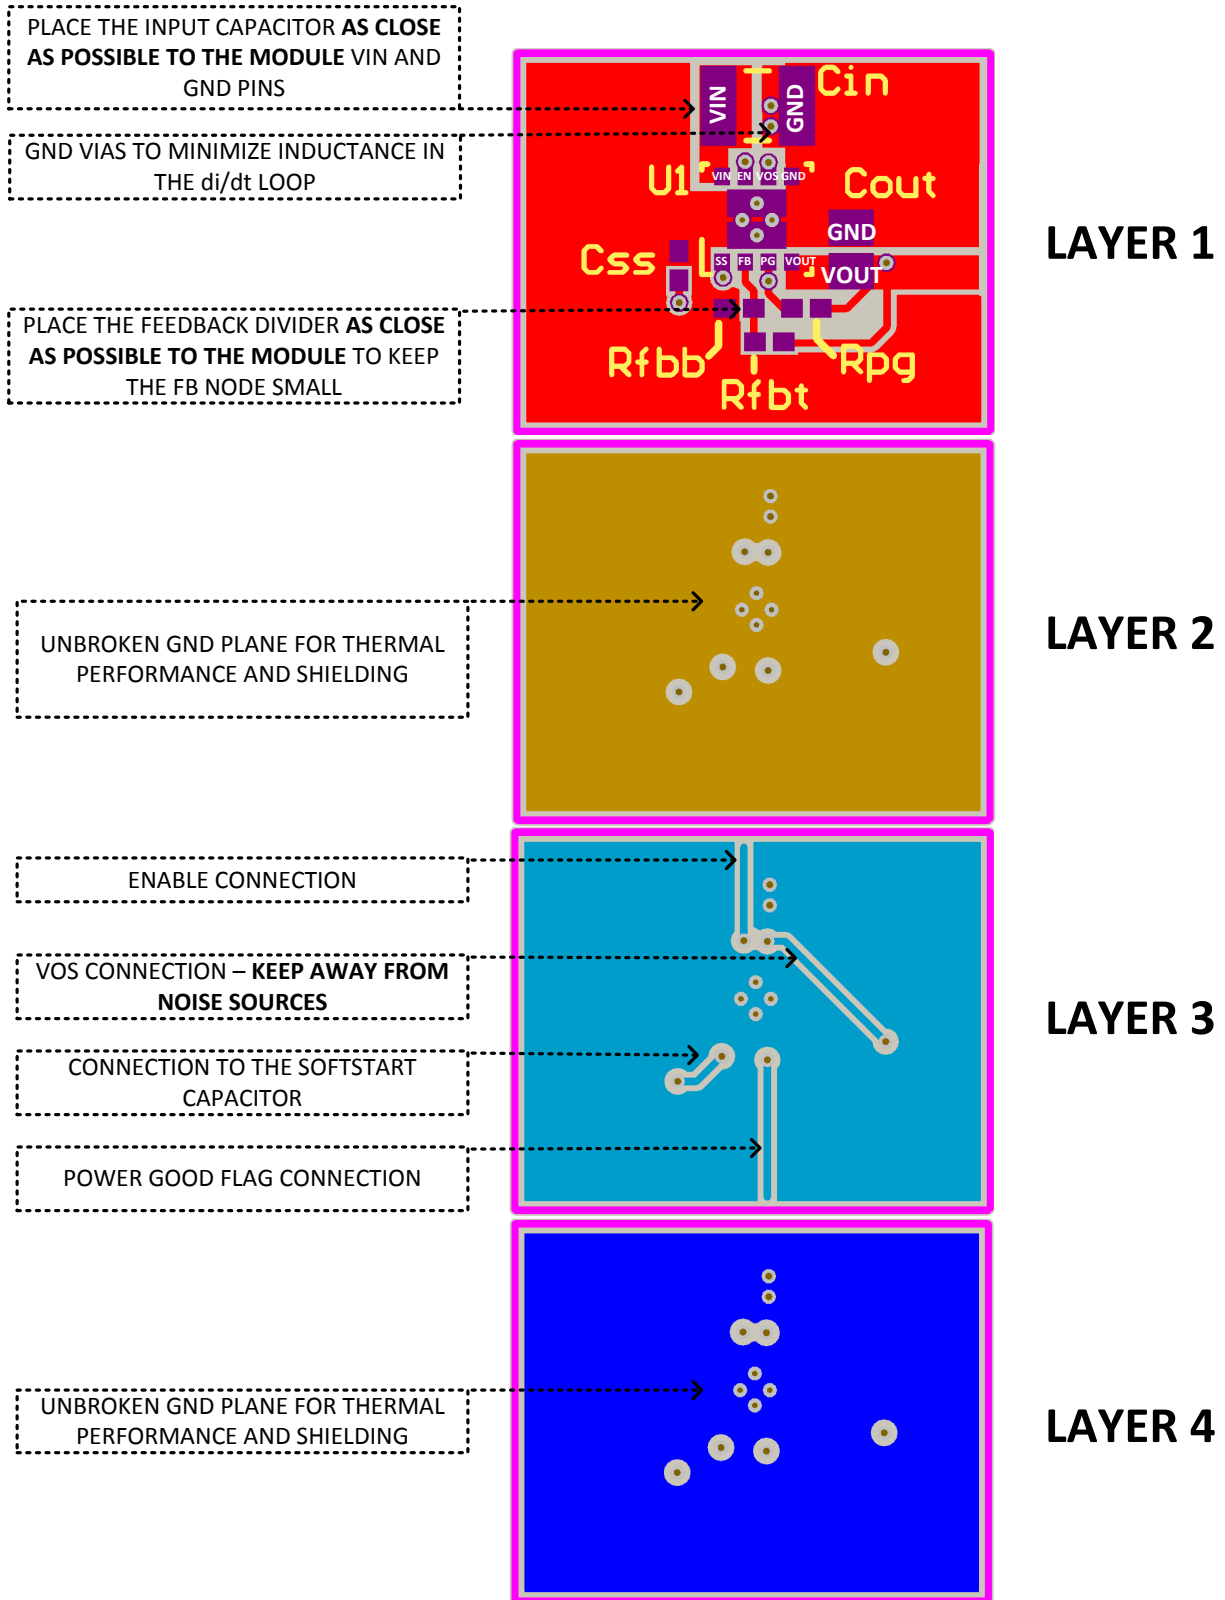 PLACE THE INPUT CAPACITOR AS CLOSE
AS POSSIBLE TO THE MODULE VIN AND
GND PINS
GND VIAS TO MINIMIZE INDUCTANCE IN
THE di/dt LOOP
PLACE THE FEEDBACK DIVIDER AS CLOSE
AS POSSIBLE TO THE MODULE TO KEEP
THE FB NODE SMALL
VIN
GND
Cin
U1
VIN EN VOS GND
Cout
GND
VOUT
Css
SS FB PG VOUT
Rfbb
Rfbt
Rpg
LAYER 1
UNBROKEN GND PLANE FOR THERMAL
PERFORMANCE AND SHIELDING
LAYER 2
ENABLE CONNECTION
VOS CONNECTION – KEEP AWAY FROM
NOISE SOURCES
CONNECTION TO THE SOFTSTART
CAPACITOR
POWER GOOD FLAG CONNECTION
LAYER 3
UNBROKEN GND PLANE FOR THERMAL
PERFORMANCE AND SHIELDING
LAYER 4